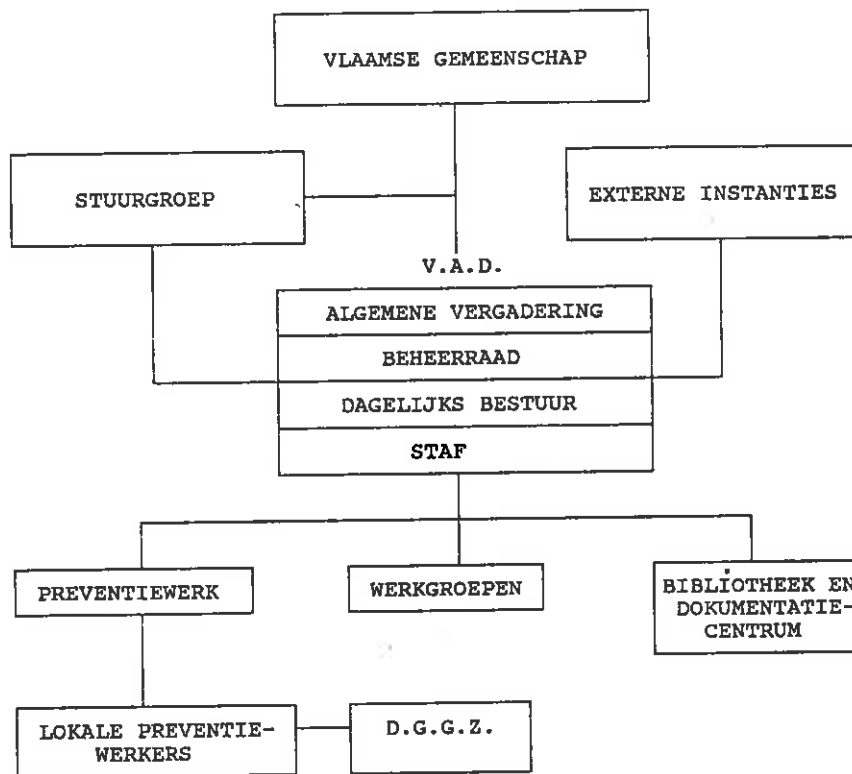 VLAAMSE GEMEENSCHAP
STUURGROEP
EXTERNE INSTANTIES
V.A.D.
ALGEMENE VERGADERING
BEHEERRAAD
DAGELIJKS BESTUUR
STAF
PREVENTIEWERK
WERKGROEPEN
BIBLIOTHEEK EN
DOKUMENTATIE-
CENTRUM
LOKALE PREVENTIE-
WERKERS
D.G.G.Z.